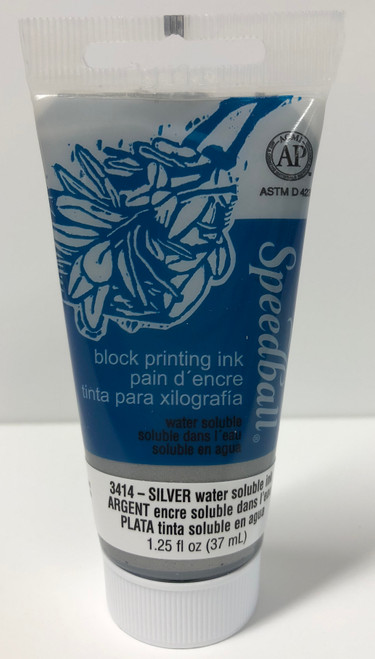 ACMI
AP
ASTM D 42
Speedball®
block printing ink
pain d´encre
tinta para xilografía
water soluble
soluble dans l'eau
soluble en agua
3414 – SILVER water soluble in
ARGENT encre soluble dans l'e
PLATA tinta soluble en agua
1.25 fl oz (37 mL)